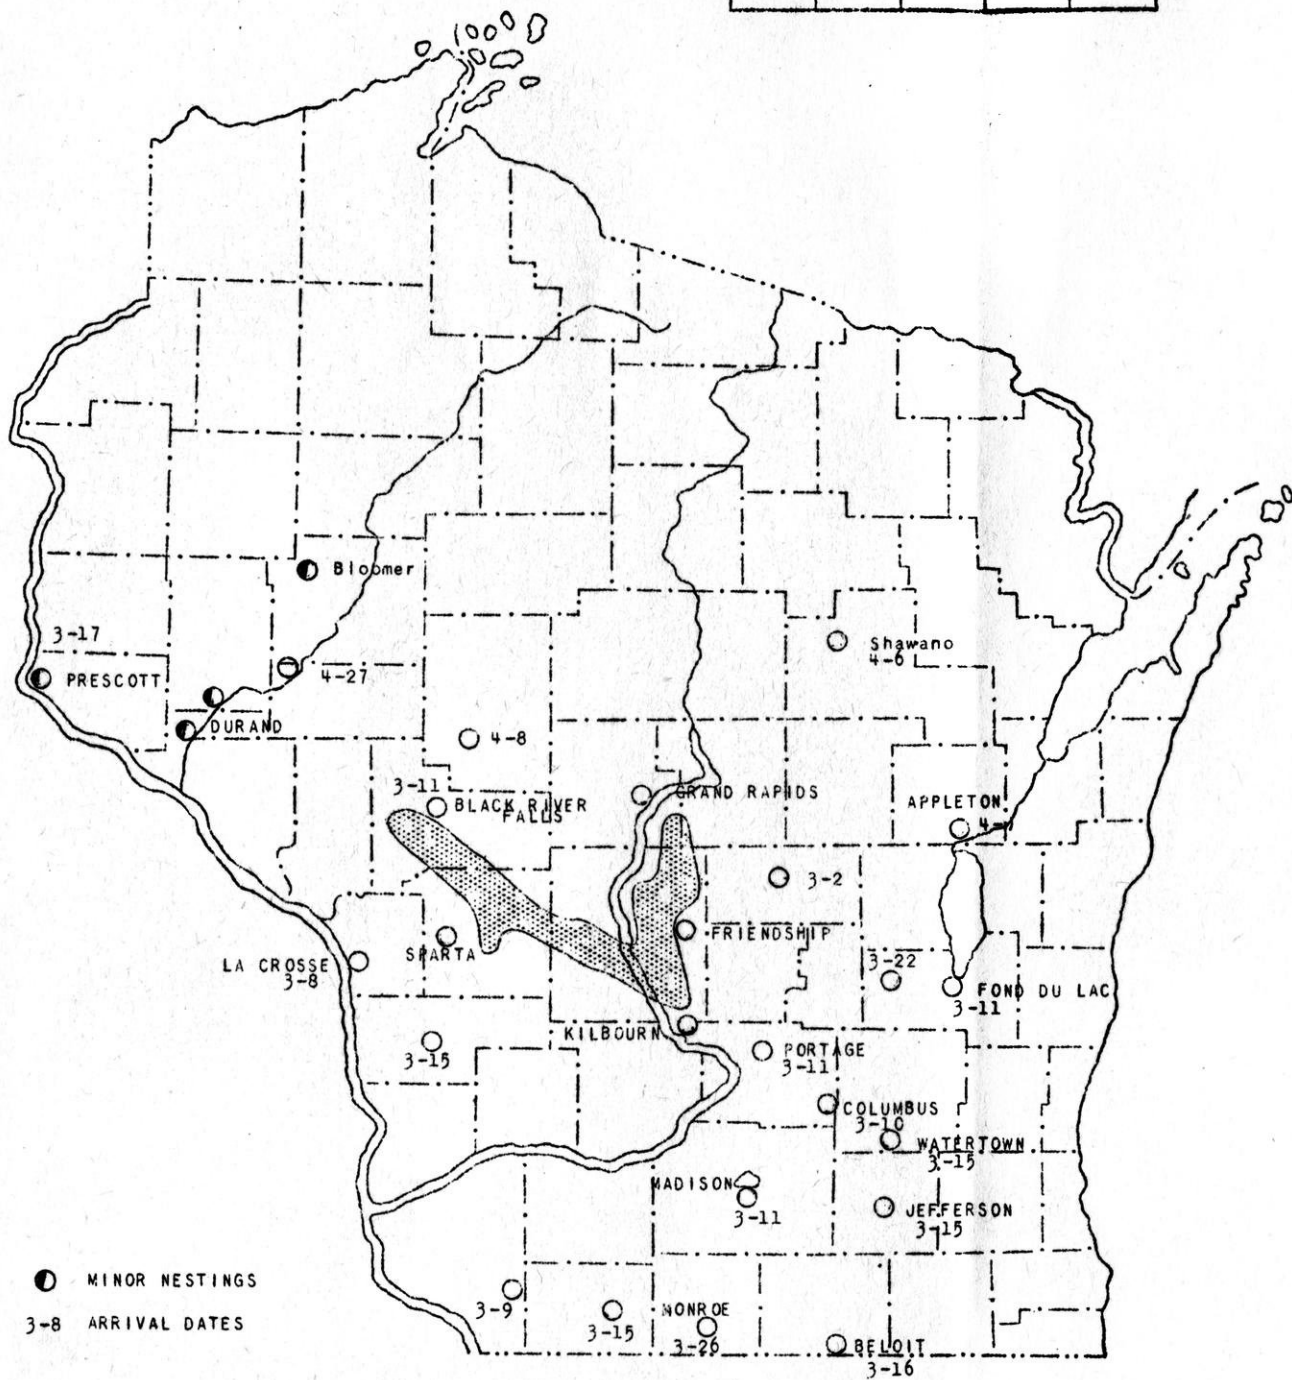 Bloomer
3-17
PRESCOTT
4-27
DURAND
Shawano
4-6
4-8
3-11
BLACK RIVER
FALLS
GRAND RAPIDS
APPLETON
3-2
FRIENDSHIP
SPARTA
LA CROSSE
3-8
3-22
FOND DU LAC
3-11
KILBOURN
3-15
PORTAGE
3-11
COLUMBUS
3-10
WATERTOWN
3-15
MADISON
3-11
JEFFERSON
3-15
MINOR NESTINGS
3-8 ARRIVAL DATES
3-9
3-15
MONROE
3-26
BELOIT
3-16